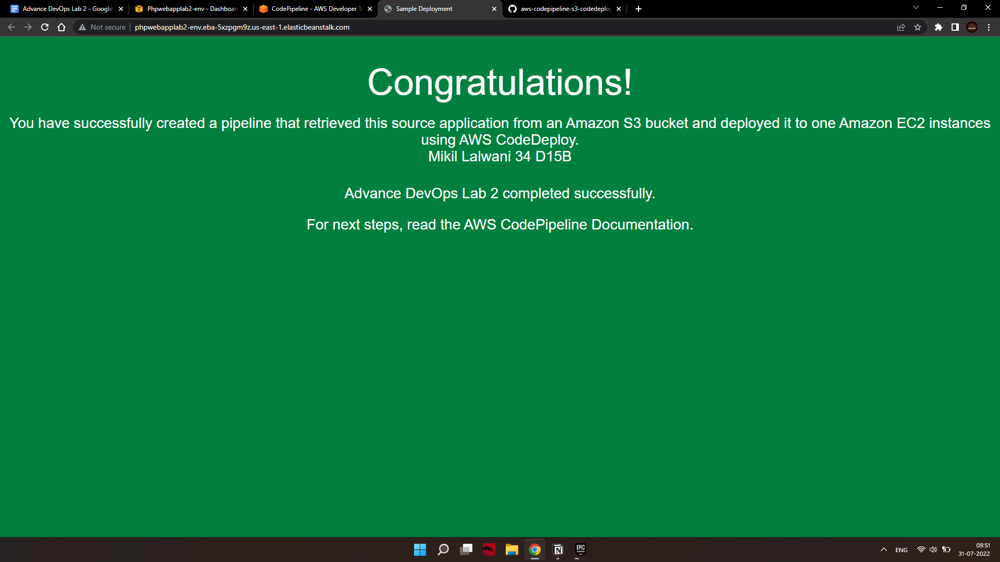 Advance DevOps Lab 2 - Google
Phpwebapplab2-env - Dashboar
CodePipeline - AWS Developer T
Sample Deployment
aws-codepipeline-s3-codedeploy
Not secure
phpwebapplab2-env.eba-5xzpgm9z.us-east-1.elasticbeanstalk.com
Congratulations!
You have successfully created a pipeline that retrieved this source application from an Amazon S3 bucket and deployed it to one Amazon EC2 instances
using AWS CodeDeploy.
Mikil Lalwani 34 D15B
Advance DevOps Lab 2 completed successfully.
For next steps, read the AWS CodePipeline Documentation.
EPIC
GAMES
ENG
09:51
31-07-2022